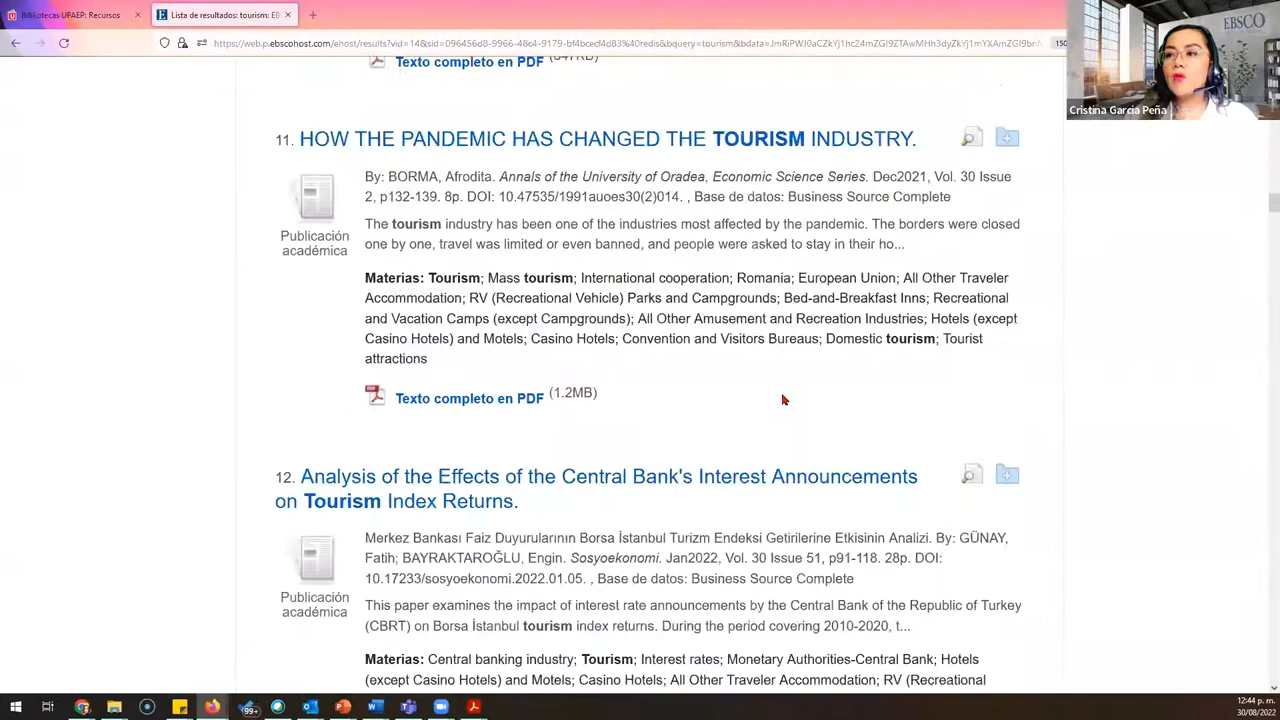 Bibliotecas UPAEP: Recursos
Lista de resultados: tourism: EB
https://web.p.ebscohost.com/ehost/results?vid=14&sid=096456d8-9966-48c4-9179-bf4bcecf4d83%40redis&bquery=tourism&bdata=
EBSCO
Cristina Garcia Peña
Texto completo en PDF (647KB)
11. HOW THE PANDEMIC HAS CHANGED THE TOURISM INDUSTRY.
By: BORMA, Afrodita. Annals of the University of Oradea, Economic Science Series. Dec2021, Vol. 30 Issue
2, p132-139. 8p. DOI: 10.47535/1991auoes30(2)014. , Base de datos: Business Source Complete
The tourism industry has been one of the industries most affected by the pandemic. The borders were closed
one by one, travel was limited or even banned, and people were asked to stay in their ho...
Publicación
académica
Materias: Tourism; Mass tourism; International cooperation; Romania; European Union; All Other Traveler
Accommodation; RV (Recreational Vehicle) Parks and Campgrounds; Bed-and-Breakfast Inns; Recreational
and Vacation Camps (except Campgrounds); All Other Amusement and Recreation Industries; Hotels (except
Casino Hotels) and Motels; Casino Hotels; Convention and Visitors Bureaus; Domestic tourism; Tourist
attractions
Texto completo en PDF (1.2MB)
12. Analysis of the Effects of the Central Bank's Interest Announcements
on Tourism Index Returns.
Merkez Bankası Faiz Duyurularının Borsa İstanbul Turizm Endeksi Getirilerine Etkisinin Analizi. By: GÜNAY,
Fatih; BAYRAKTAROĞLU, Engin. Sosyoekonomi. Jan2022, Vol. 30 Issue 51, p91-118. 28p. DOI:
10.17233/sosyoekonomi.2022.01.05. , Base de datos: Business Source Complete
Publicación
académica
This paper examines the impact of interest rate announcements by the Central Bank of the Republic of Turkey
(CBRT) on Borsa İstanbul tourism index returns. During the period covering 2010-2020, t...
Materias: Central banking industry; Tourism; Interest rates; Monetary Authorities-Central Bank; Hotels
(except Casino Hotels) and Motels; Casino Hotels; All Other Traveler Accommodation; RV (Recreational
99+
12:44 p. m.
30/08/2022